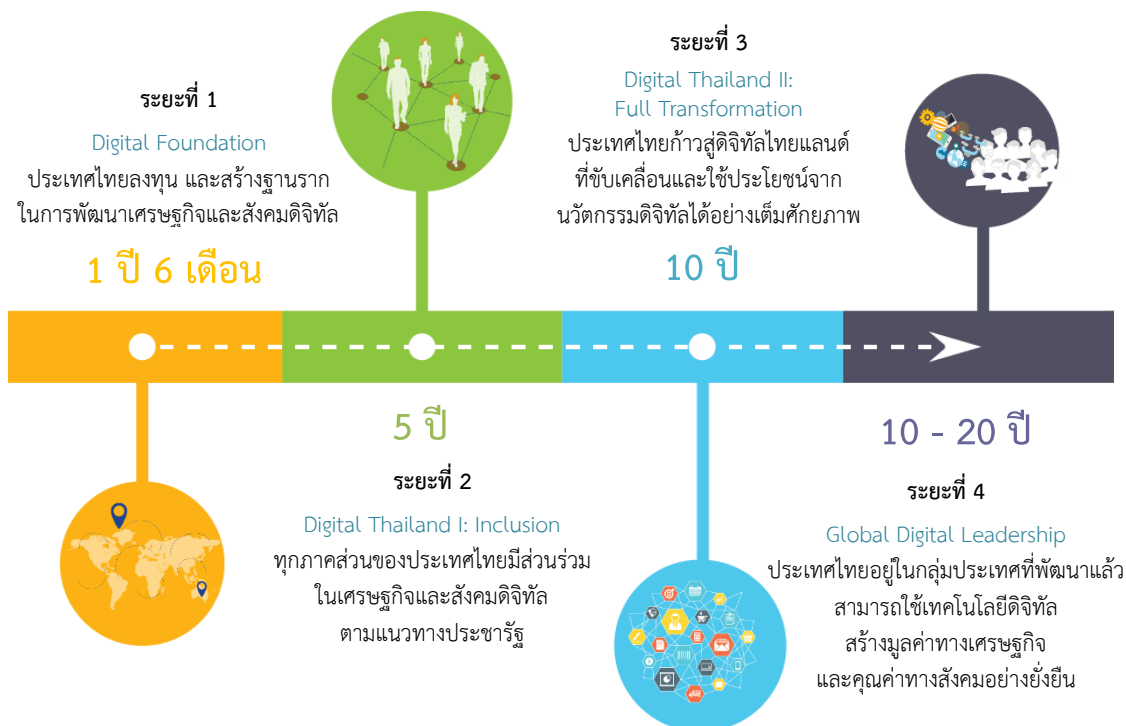 ระยะที่ 1
Digital Foundation
ประเทศไทยลงทุน และสร้างฐานราก
ในการพัฒนาเศรษฐกิจและสังคมดิจิทัล
1 ปี 6 เดือน
5 ปี
ระยะที่ 2
Digital Thailand I: Inclusion
ทุกภาคส่วนของประเทศไทยมีส่วนร่วม
ในเศรษฐกิจและสังคมดิจิทัล
ตามแนวทางประชารัฐ
ระยะที่ 3
Digital Thailand II:
Full Transformation
ประเทศไทยก้าวสู่ดิจิทัลไทยแลนด์
ที่ขับเคลื่อนและใช้ประโยชน์จาก
นวัตกรรมดิจิทัลได้อย่างเต็มศักยภาพ
10 ปี
10 - 20 ปี
ระยะที่ 4
Global Digital Leadership
ประเทศไทยอยู่ในกลุ่มประเทศที่พัฒนาแล้ว
สามารถใช้เทคโนโลยีดิจิทัล
สร้างมูลค่าทางเศรษฐกิจ
และคุณค่าทางสังคมอย่างยั่งยืน